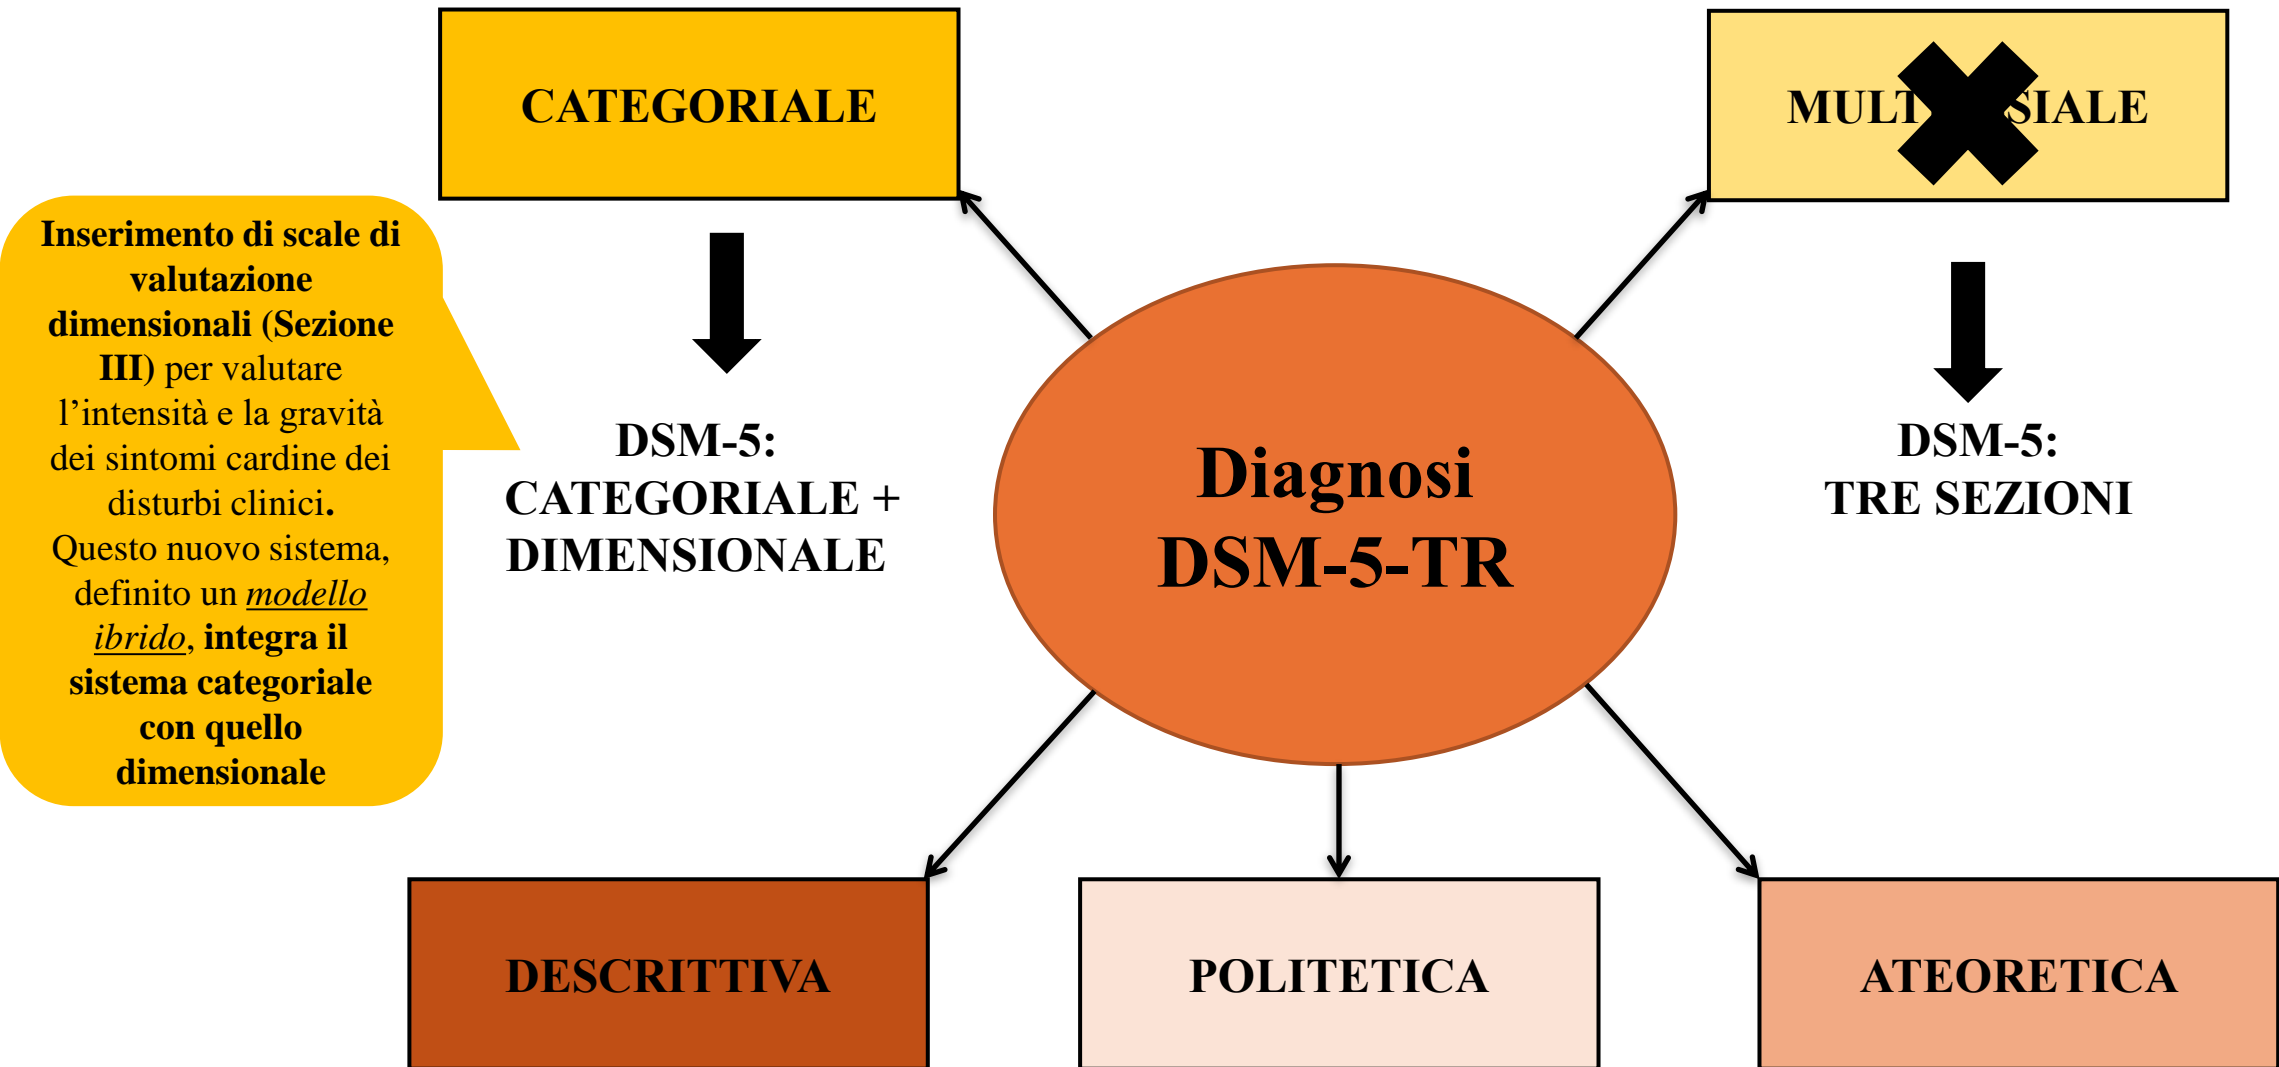 CATEGORIALE
MULT SIALE
Inserimento di scale di
valutazione
dimensionali (Sezione
III) per valutare
l’intensità e la gravità
dei sintomi cardine dei
disturbi clinici.
Questo nuovo sistema,
definito un modello
ibrido, integra il
sistema categoriale
con quello
dimensionale
DSM-5:
CATEGORIALE +
DIMENSIONALE
Diagnosi
DSM-5-TR
DSM-5:
TRE SEZIONI
DESCRITTIVA
POLITETICA
ATEORETICA